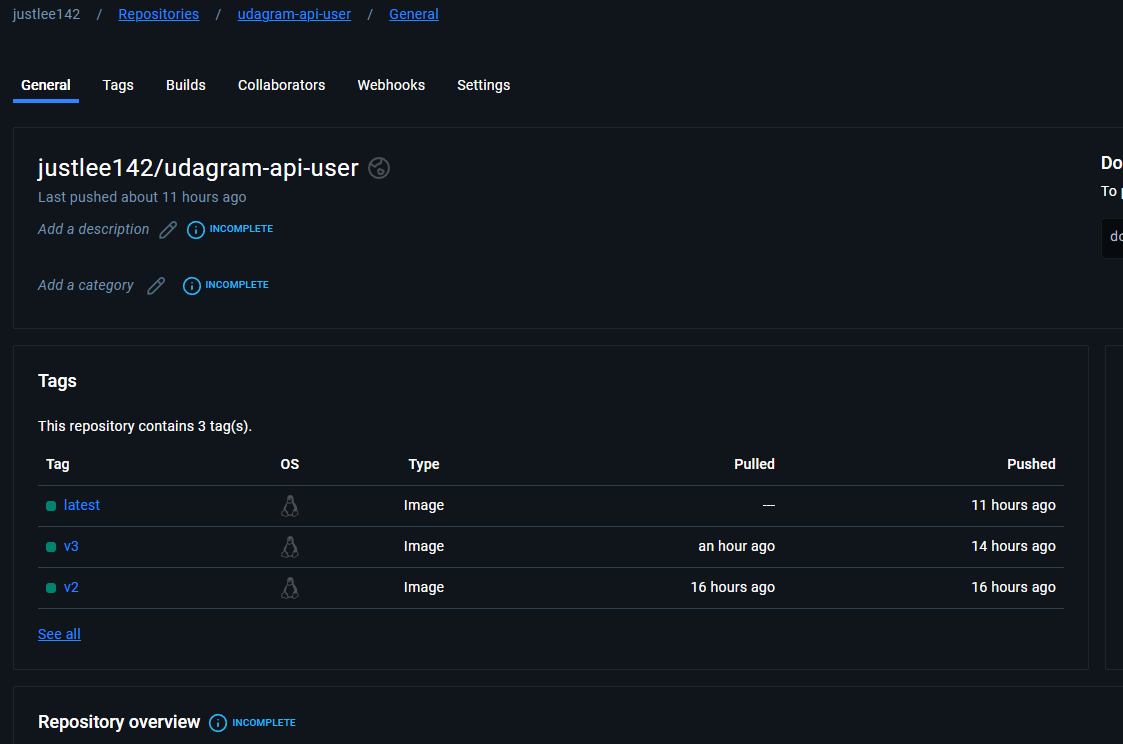 justlee142 / Repositories / udagram-api-user / General
General Tags Builds Collaborators Webhooks Settings
justlee142/udagram-api-user
Last pushed about 11 hours ago
Add a description INCOMPLETE
Add a category INCOMPLETE
Do
To
do
Tags
This repository contains 3 tag(s).
Tag OS Type Pulled Pushed
latest Image --- 11 hours ago
v3 Image an hour ago 14 hours ago
v2 Image 16 hours ago 16 hours ago
See all
Repository overview INCOMPLETE